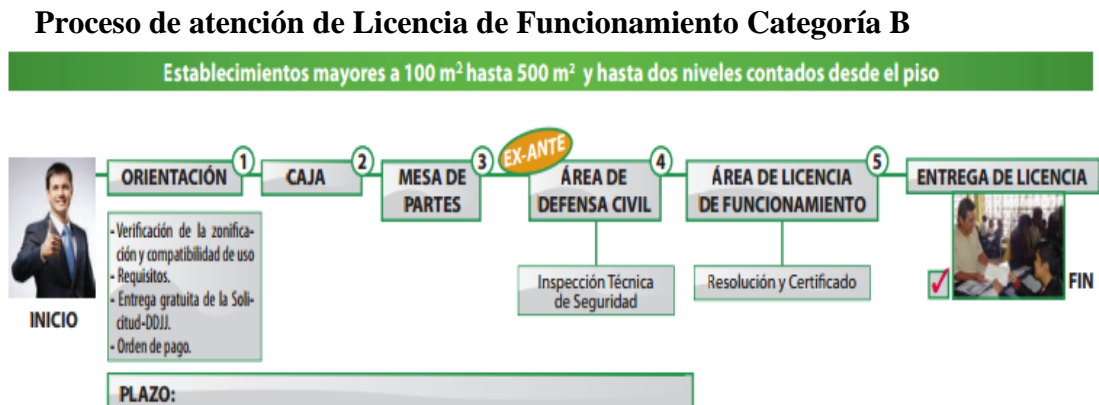 Proceso de atención de Licencia de Funcionamiento Categoría B
Establecimientos mayores a 100 m² hasta 500 m² y hasta dos niveles contados desde el piso
INICIO
ORIENTACIÓN
1
- Verificación de la zonifica-
ción y compatibilidad de uso
- Requisitos.
- Entrega gratuita de la Soli-
citud-DDJJ.
- Orden de pago.
CAJA
2
MESA DE
PARTES
3
EX-ANTE
ÁREA DE
DEFENSA CIVIL
4
Inspección Técnica
de Seguridad
ÁREA DE LICENCIA
DE FUNCIONAMIENTO
5
Resolución y Certificado
ENTREGA DE LICENCIA
FIN
PLAZO: